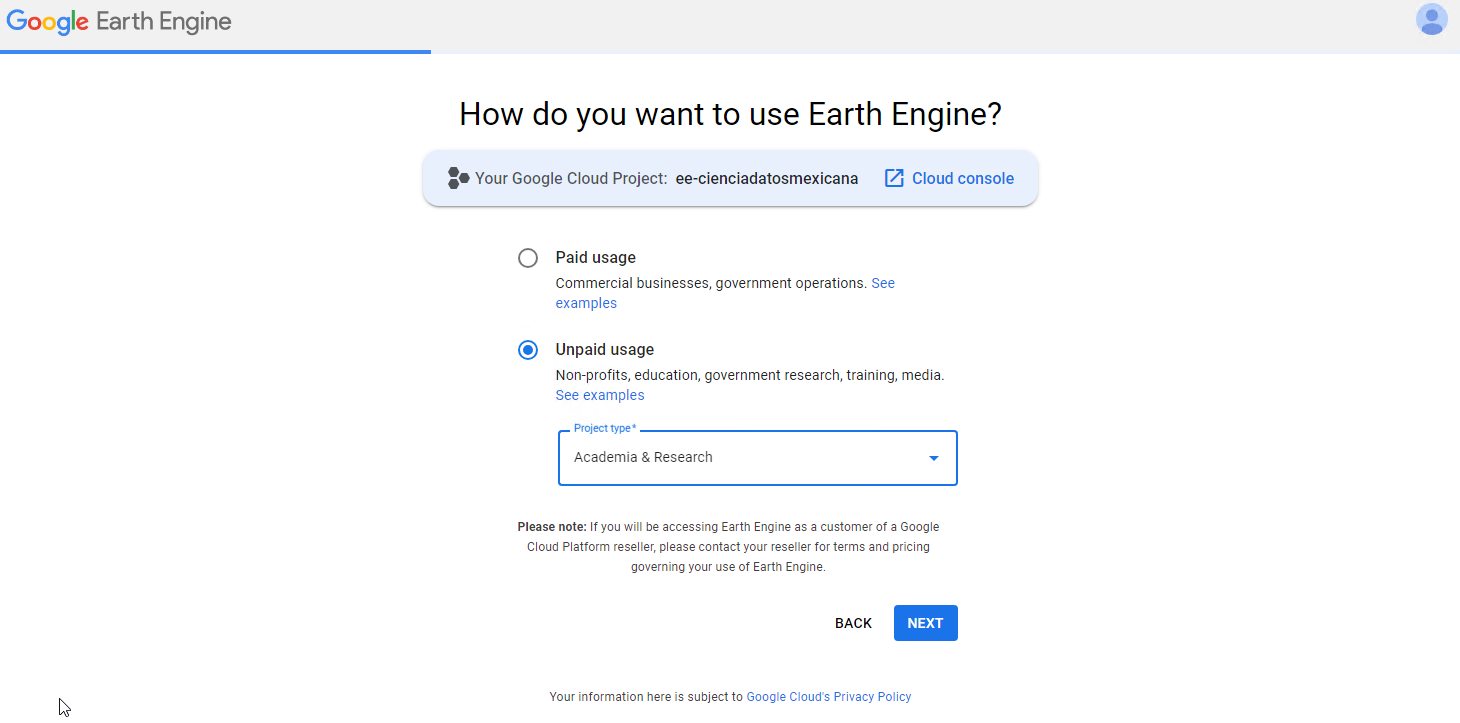 Google Earth Engine
How do you want to use Earth Engine?
Your Google Cloud Project: ee-cienciadatosmexicana Cloud console
Paid usage
Commercial businesses, government operations. See
examples
Unpaid usage
Non-profits, education, government research, training, media.
See examples
Project type*
Academia & Research
Please note: If you will be accessing Earth Engine as a customer of a Google
Cloud Platform reseller, please contact your reseller for terms and pricing
governing your use of Earth Engine.
BACK NEXT
Your information here is subject to Google Cloud's Privacy Policy